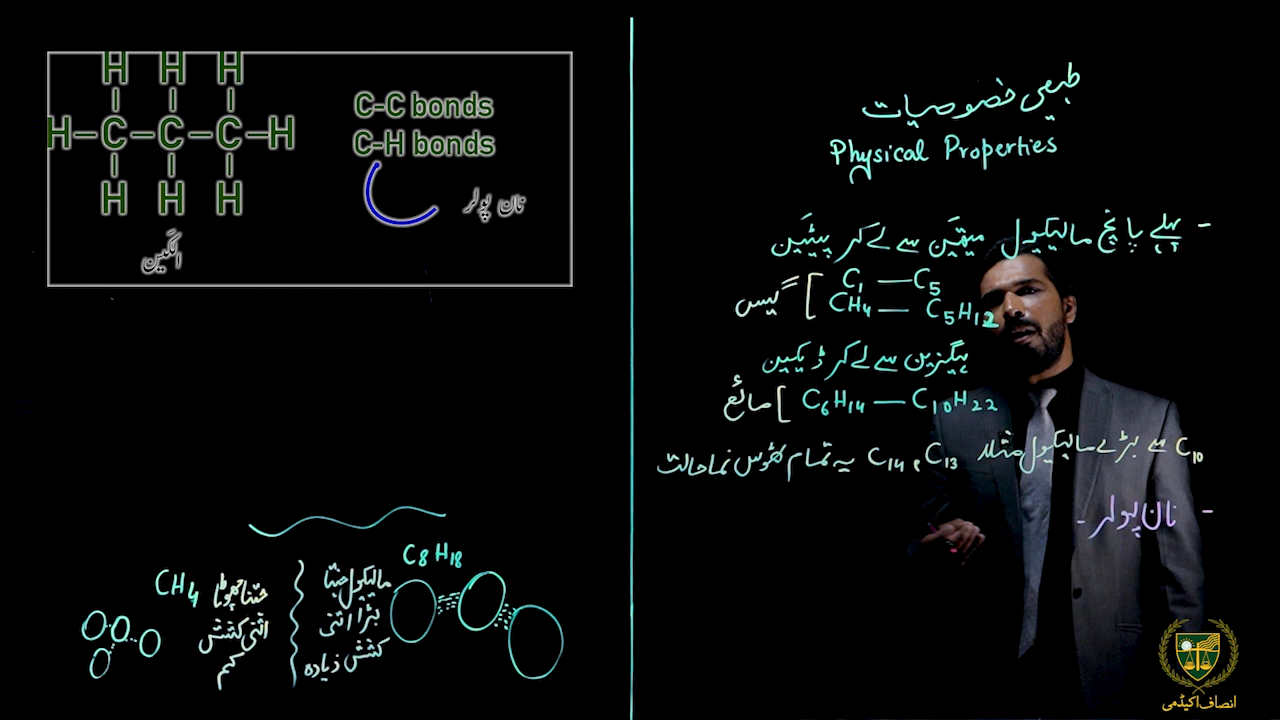 H H H
H-C-C-C-H
H H H
الکین
C-C bonds
C-H bonds
نان پولر
طبیعی خصوصیات
Physical Properties
- پہلے پانچ مالیکیول میتھین سے لے کر پینٹین
C₁ — C₅
CH₄ — C₅H₁₂
گیس
ہیگزین سے لے کر ڈیکین
C₆H₁₄ — C₁₀H₂₂ ] مائع
C₁₀ سے بڑے مالیکیول مثلاً C₁₃ , C₁₄ یہ تمام ٹھوس نما حالت
- نان پولر -
C₈H₁₈
مالیکیول جتنا
بڑا اتنی
کشش زیادہ
CH₄
جتنا چھوٹا
اتنی کشش
کم
انصاف اکیڈمی